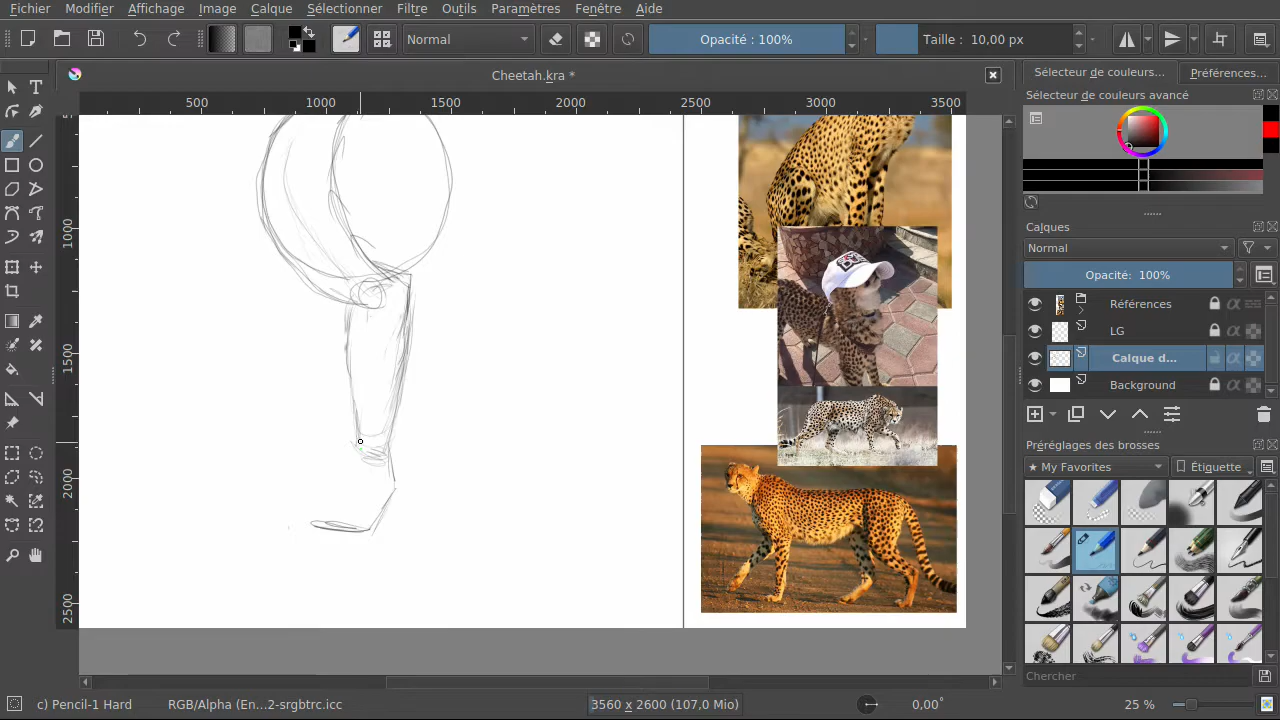 Fichier Modifier Affichage Image Calque Sélectionner Filtre Outils Paramètres Fenêtre Aide
Normal Opacité : 100% Taille : 10,00 px
Cheetah.kra *
500 1000 1500 2000 2500 3000 3500
1000
1500
2000
2500
Sélecteur de couleurs... Préférences...
Sélecteur de couleurs avancé
Calques
Normal
Opacité: 100%
Références
LG
Calque d...
Background
Préréglages des brosses
★ My Favorites Étiquette
Chercher
c) Pencil-1 Hard RGB/Alpha (En...2-srgbtrc.icc 3560 x 2600 (107,0 Mio) 0,00° 25 %